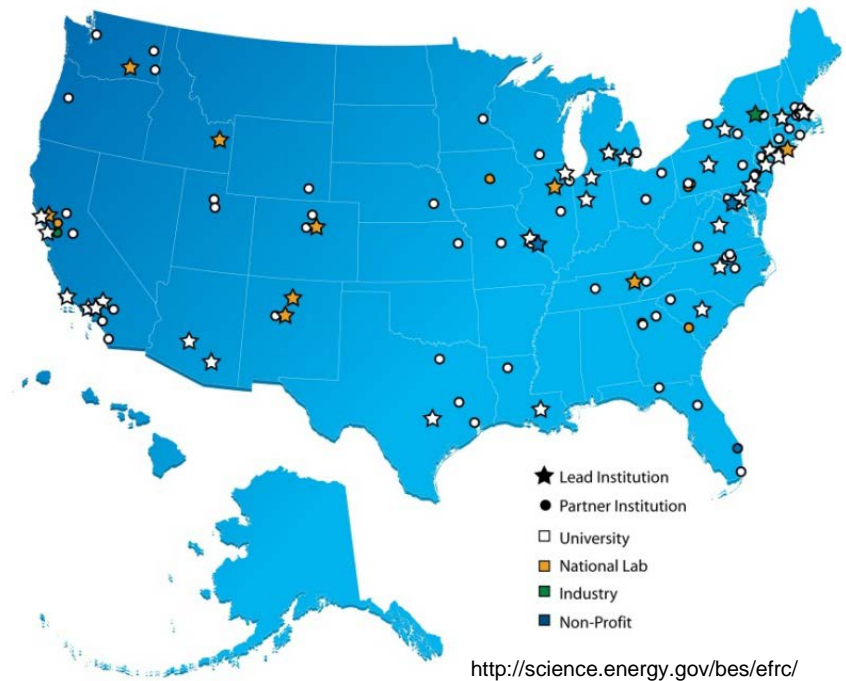 Lead Institution
Partner Institution
University
National Lab
Industry
Non-Profit
http://science.energy.gov/bes/efrc/